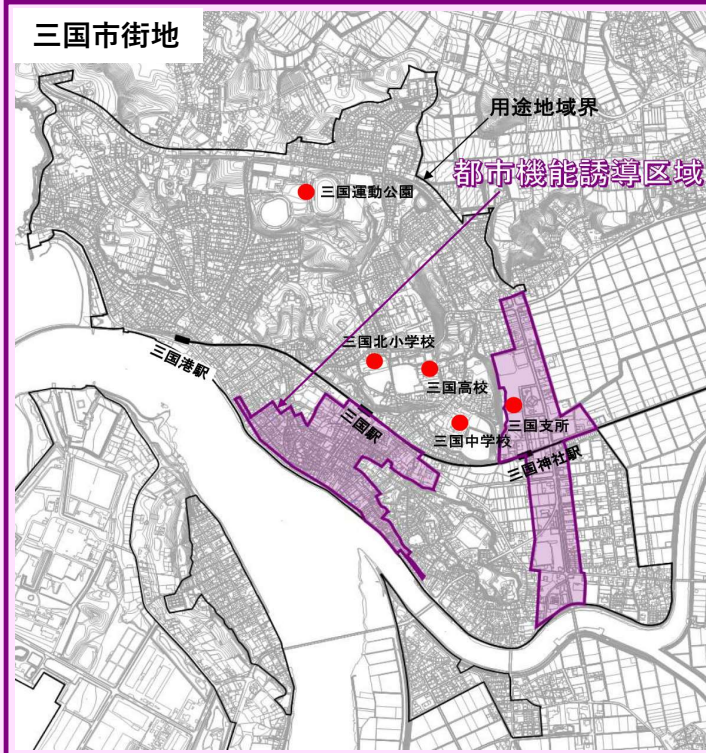 三国市街地
用途地域界
都市機能誘導区域
三国運動公園
三国北小学校
三国港駅
三国高校
三国駅
三国支所
三国中学校
三国神社駅